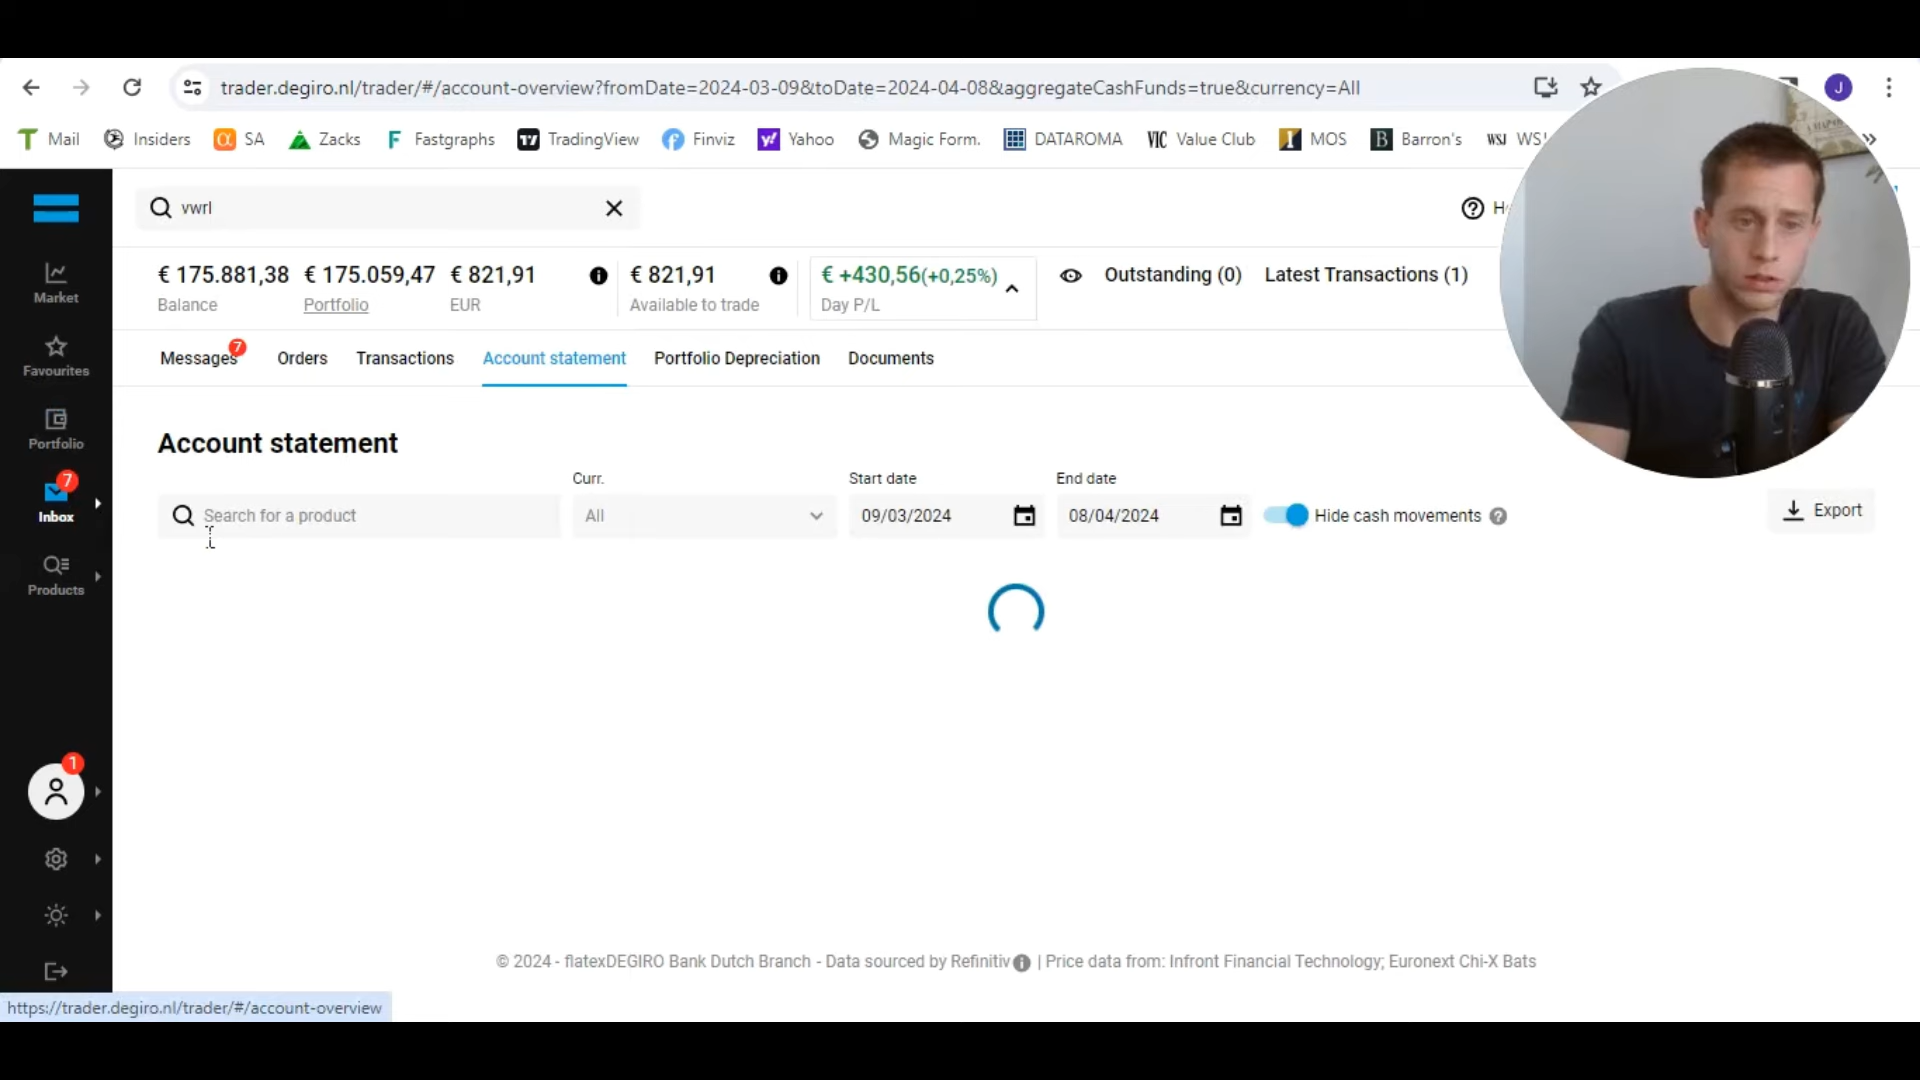 trader.degiro.nl/trader/#/account-overview?fromDate=2024-03-09&toDate=2024-04-08&aggregateCashFunds=true&currency=All
J
Mail Insiders SA Zacks Fastgraphs TradingView Finviz Yahoo Magic Form. DATAROMA Value Club MOS Barron's
vwrl
€ 175.881,38 € 175.059,47 € 821,91 € 821,91 € +430,56(+0,25%) Outstanding (0) Latest Transactions (1)
Balance Portfolio EUR Available to trade Day P/L
Market
Favourites
Portfolio
7
Inbox
Products
1
Messages 7 Orders Transactions Account statement Portfolio Depreciation Documents
Account statement
Curr. Start date End date
Search for a product All 09/03/2024 08/04/2024 Hide cash movements Export
© 2024 - flatexDEGIRO Bank Dutch Branch - Data sourced by Refinitiv | Price data from: Infront Financial Technology; Euronext Chi-X Bats
https://trader.degiro.nl/trader/#/account-overview